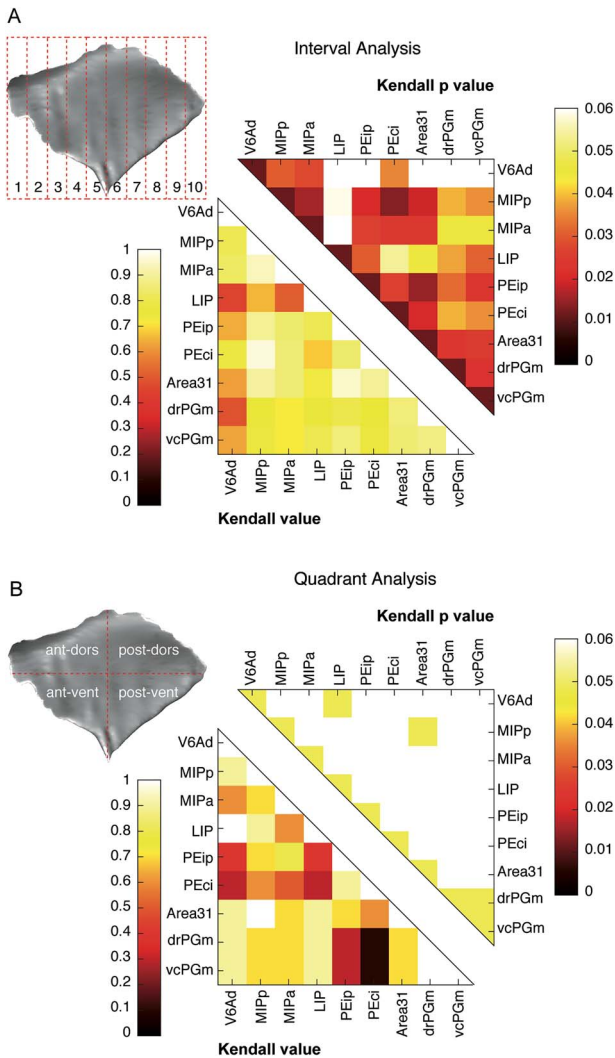 A
Interval Analysis
Kendall p value
V6Ad MIPp MIPa LIP PEip PEci Area31 drPGm vcPGm
1 2 3 4 5 6 7 8 9 10
V6Ad
MIPp
MIPa
LIP
PEip
PEci
Area31
drPGm
vcPGm
0.06
0.05
0.04
0.03
0.02
0.01
0
1
0.9
0.8
0.7
0.6
0.5
0.4
0.3
0.2
0.1
0
V6Ad
MIPp
MIPa
LIP
PEip
PEci
Area31
drPGm
vcPGm
V6Ad MIPp MIPa LIP PEip PEci Area31 drPGm vcPGm
Kendall value
B
Quadrant Analysis
Kendall p value
ant-dors post-dors
ant-vent post-vent
V6Ad MIPp MIPa LIP PEip PEci Area31 drPGm vcPGm
V6Ad
MIPp
MIPa
LIP
PEip
PEci
Area31
drPGm
vcPGm
0.06
0.05
0.04
0.03
0.02
0.01
0
1
0.9
0.8
0.7
0.6
0.5
0.4
0.3
0.2
0.1
0
V6Ad
MIPp
MIPa
LIP
PEip
PEci
Area31
drPGm
vcPGm
V6Ad MIPp MIPa LIP PEip PEci Area31 drPGm vcPGm
Kendall value